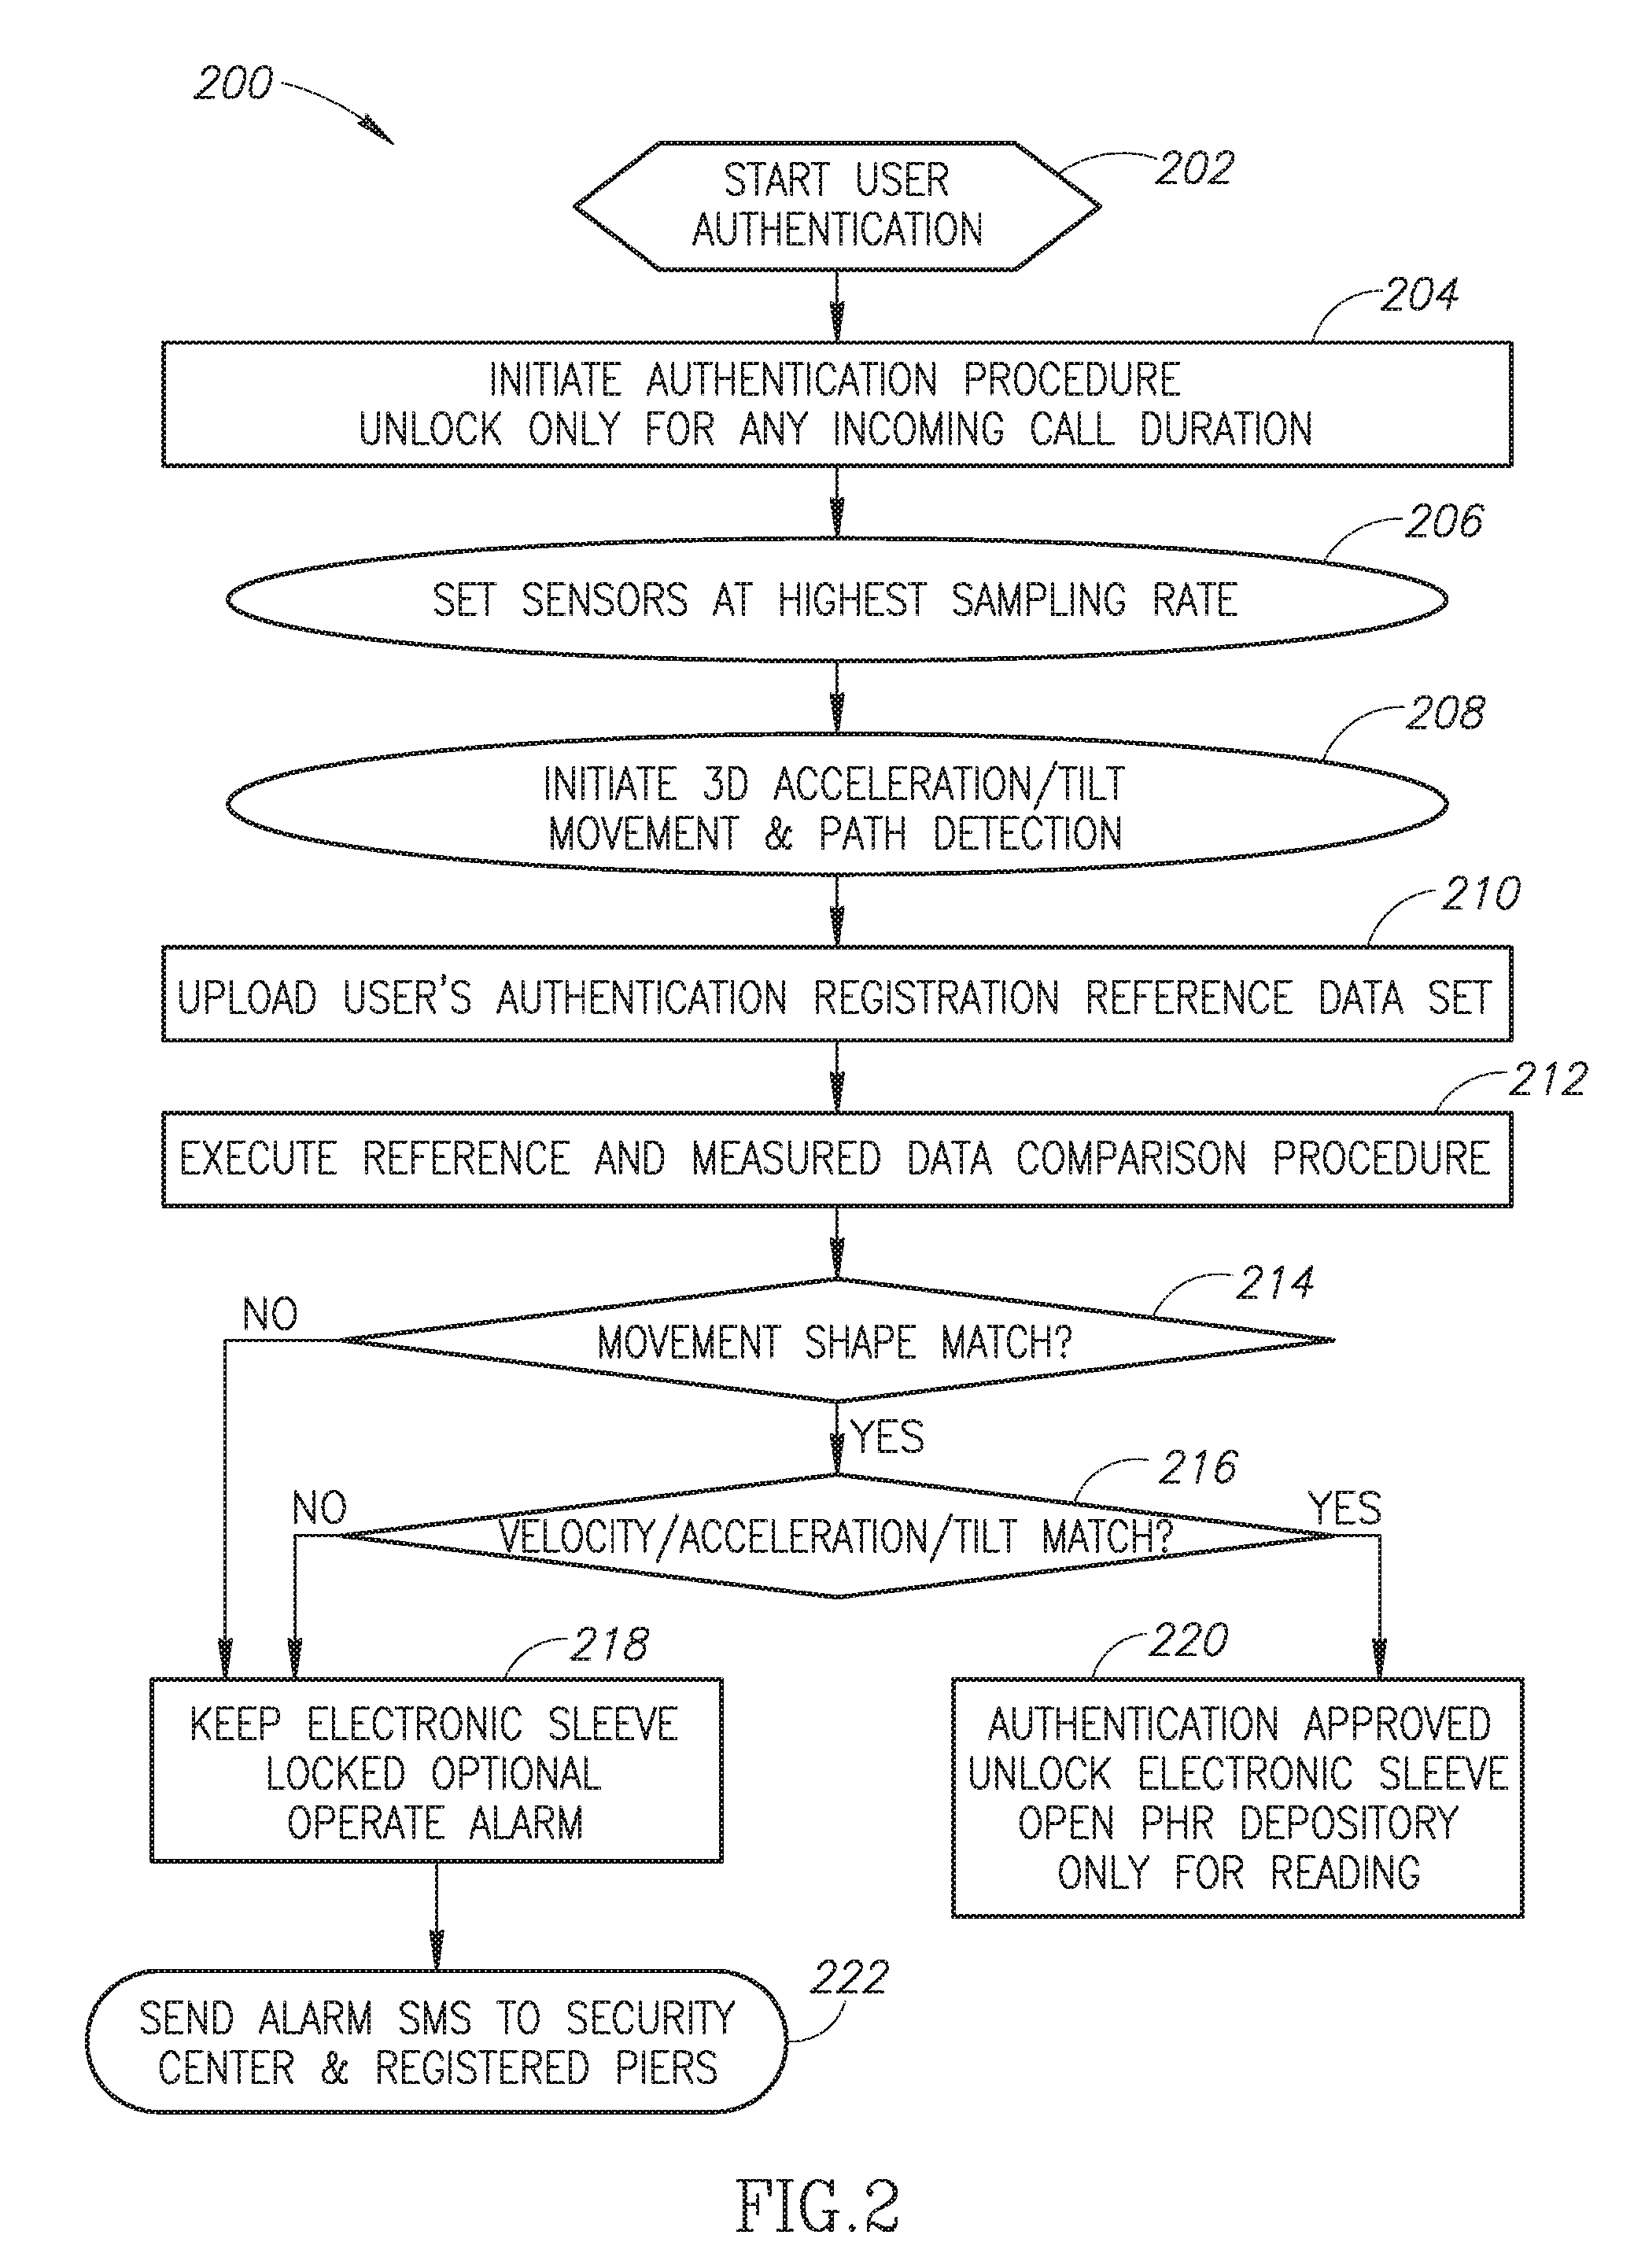 200
START USER
AUTHENTICATION
202
204
INITIATE AUTHENTICATION PROCEDURE
UNLOCK ONLY FOR ANY INCOMING CALL DURATION
206
SET SENSORS AT HIGHEST SAMPLING RATE
208
INITIATE 3D ACCELERATION/TILT
MOVEMENT & PATH DETECTION
210
UPLOAD USER'S AUTHENTICATION REGISTRATION REFERENCE DATA SET
212
EXECUTE REFERENCE AND MEASURED DATA COMPARISON PROCEDURE
214
NO
MOVEMENT SHAPE MATCH?
YES
216
NO
VELOCITY/ACCELERATION/TILT MATCH?
YES
218
KEEP ELECTRONIC SLEEVE
LOCKED OPTIONAL
OPERATE ALARM
220
AUTHENTICATION APPROVED
UNLOCK ELECTRONIC SLEEVE
OPEN PHR DEPOSITORY
ONLY FOR READING
222
SEND ALARM SMS TO SECURITY
CENTER & REGISTERED PIERS
FIG.2